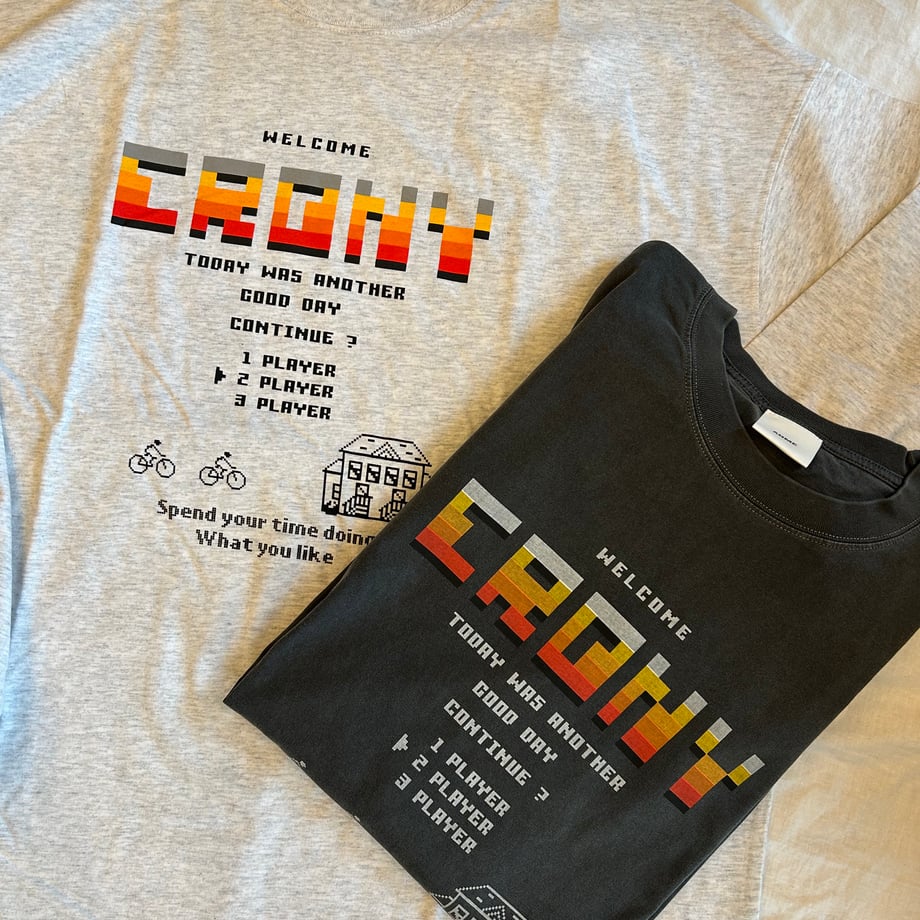 WELCOME
CRONY
TODAY WAS ANOTHER
GOOD DAY
CONTINUE ?
1 PLAYER
2 PLAYER
3 PLAYER
Spend your time doing
What you like
WELCOME
CRONY
TODAY WAS ANOTHER
GOOD DAY
CONTINUE ?
1 PLAYER
2 PLAYER
3 PLAYER